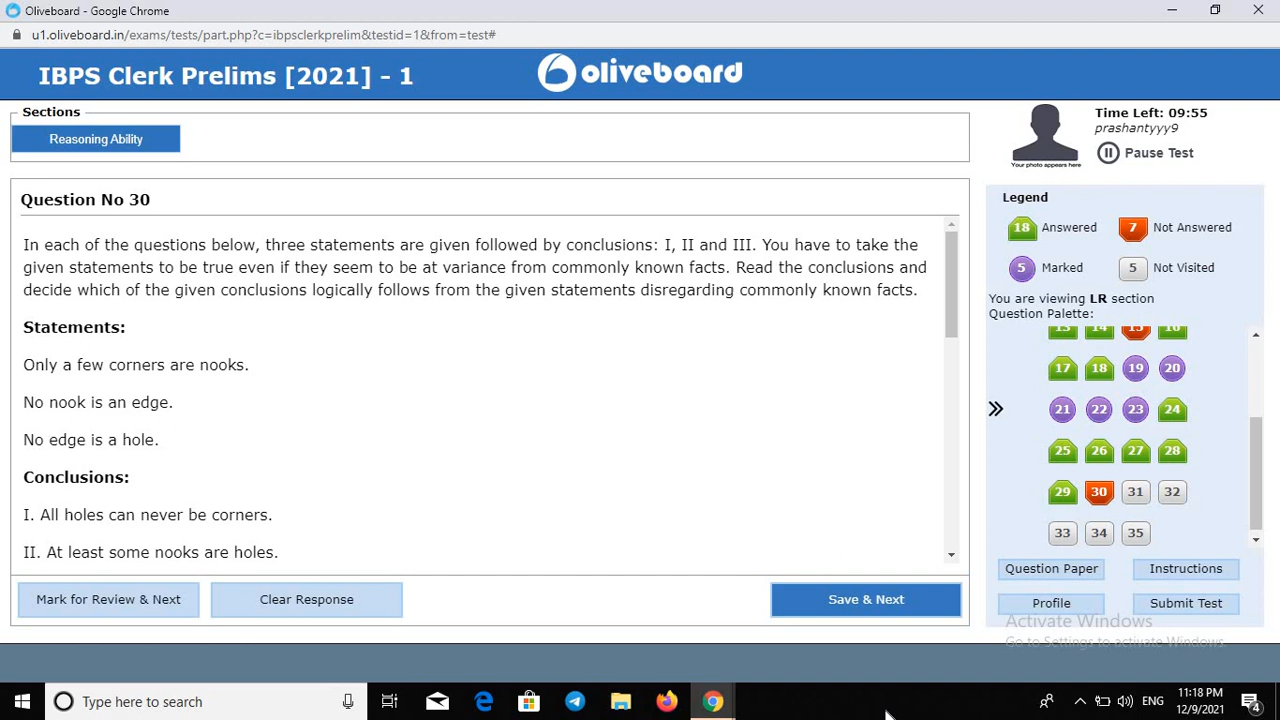 Oliveboard - Google Chrome
u1.oliveboard.in/exams/tests/part.php?c=ibpsclerkprelim&testid=1&from=test#
IBPS Clerk Prelims [2021] - 1
oliveboard
Sections
Reasoning Ability
Your photo appears here
Time Left: 09:55
prashantyyy9
Pause Test
Question No 30
In each of the questions below, three statements are given followed by conclusions: I, II and III. You have to take the
given statements to be true even if they seem to be at variance from commonly known facts. Read the conclusions and
decide which of the given conclusions logically follows from the given statements disregarding commonly known facts.
Statements:
Only a few corners are nooks.
No nook is an edge.
No edge is a hole.
Conclusions:
I. All holes can never be corners.
II. At least some nooks are holes.
Mark for Review & Next
Clear Response
Save & Next
Legend
18 Answered 7 Not Answered
5 Marked 5 Not Visited
You are viewing LR section
Question Palette:
13 14 15 16
17 18 19 20
21 22 23 24
25 26 27 28
29 30 31 32
33 34 35
Question Paper Instructions
Profile Submit Test
Activate Windows
Go to Settings to activate Windows.
Type here to search
ENG
11:18 PM
12/9/2021
4